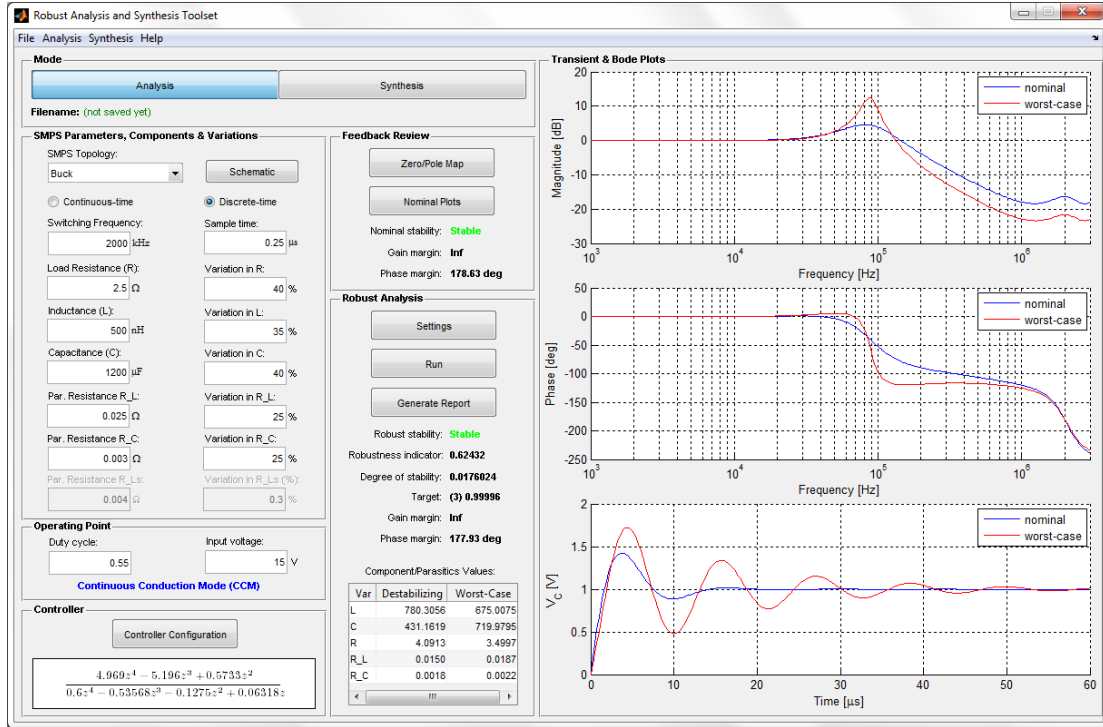 Robust Analysis and Synthesis Toolset
File Analysis Synthesis Help
Mode
Analysis
Synthesis
Filename: (not saved yet)
SMPS Parameters, Components & Variations
SMPS Topology:
Buck
Schematic
Continuous-time
Discrete-time
Switching Frequency:
Sample time:
2000 kHz
0.25 μs
Load Resistance (R):
Variation in R:
2.5 Ω
40 %
Inductance (L):
Variation in L:
500 nH
35 %
Capacitance (C):
Variation in C:
1200 μF
40 %
Par. Resistance R_L:
Variation in R_L:
0.025 Ω
25 %
Par. Resistance R_C:
Variation in R_C:
0.003 Ω
25 %
Par. Resistance R_Ls:
Variation in R_Ls (%):
0.004 Ω
0.3 %
Operating Point
Duty cycle:
Input voltage:
0.55
15 V
Continuous Conduction Mode (CCM)
Controller
Controller Configuration
4.969z^4 − 5.196z^3 + 0.5733z^2
0.6z^4 − 0.53568z^3 − 0.1275z^2 + 0.06318z
Feedback Review
Zero/Pole Map
Nominal Plots
Nominal stability: Stable
Gain margin: Inf
Phase margin: 178.63 deg
Robust Analysis
Settings
Run
Generate Report
Robust stability: Stable
Robustness indicator: 0.62432
Degree of stability: 0.0176024
Target: (3) 0.99996
Gain margin: Inf
Phase margin: 177.93 deg
Component/Parasitics Values:
Var Destabilizing Worst-Case
L 780.3056 675.0075
C 431.1619 719.9795
R 4.0913 3.4997
R_L 0.0150 0.0187
R_C 0.0018 0.0022
Transient & Bode Plots
Magnitude [dB]
20
10
0
-10
-20
-30
10^3 10^4 10^5 10^6
Frequency [Hz]
nominal
worst-case
Phase [deg]
50
0
-50
-100
-150
-200
-250
10^3 10^4 10^5 10^6
Frequency [Hz]
nominal
worst-case
V_C [V]
2
1.5
1
0.5
0
0 10 20 30 40 50 60
Time [μs]
nominal
worst-case